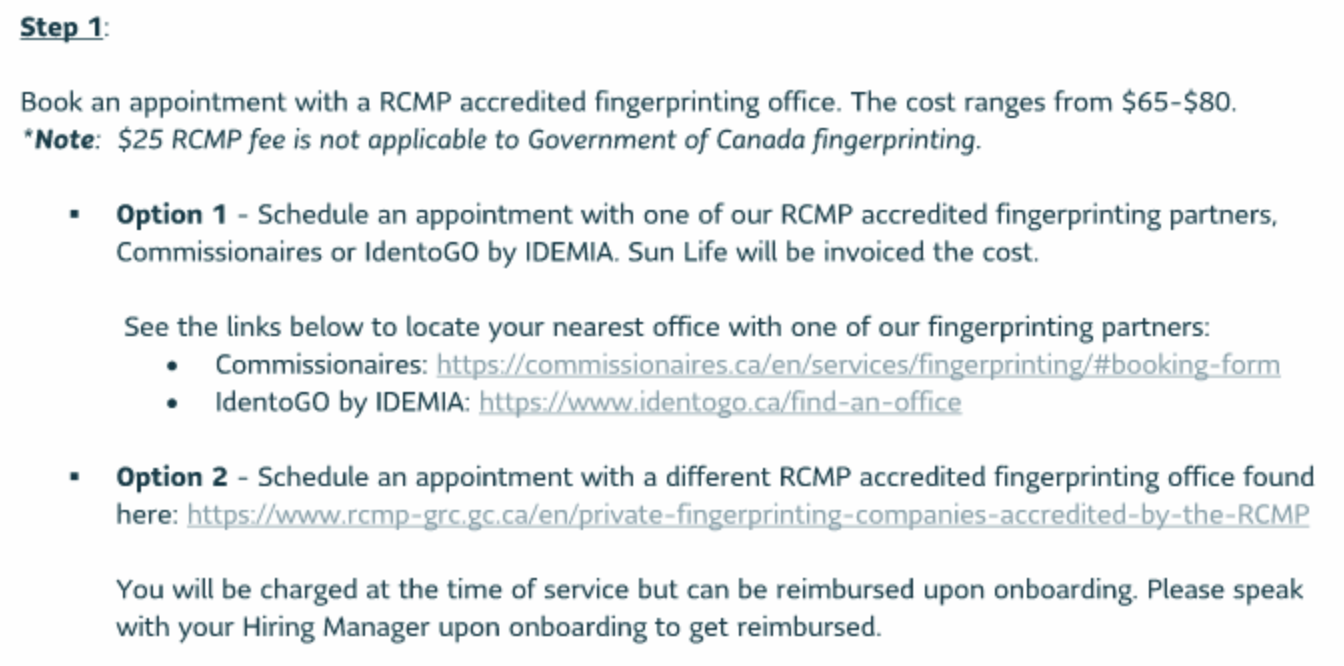 Step 1:
Book an appointment with a RCMP accredited fingerprinting office. The cost ranges from $65-$80.
*Note: $25 RCMP fee is not applicable to Government of Canada fingerprinting.
▪ Option 1 - Schedule an appointment with one of our RCMP accredited fingerprinting partners,
Commissionaires or IdentoGO by IDEMIA. Sun Life will be invoiced the cost.
See the links below to locate your nearest office with one of our fingerprinting partners:
• Commissionaires: https://commissionaires.ca/en/services/fingerprinting/#booking-form
• IdentoGO by IDEMIA: https://www.identogo.ca/find-an-office
▪ Option 2 - Schedule an appointment with a different RCMP accredited fingerprinting office found
here: https://www.rcmp-grc.gc.ca/en/private-fingerprinting-companies-accredited-by-the-RCMP
You will be charged at the time of service but can be reimbursed upon onboarding. Please speak
with your Hiring Manager upon onboarding to get reimbursed.